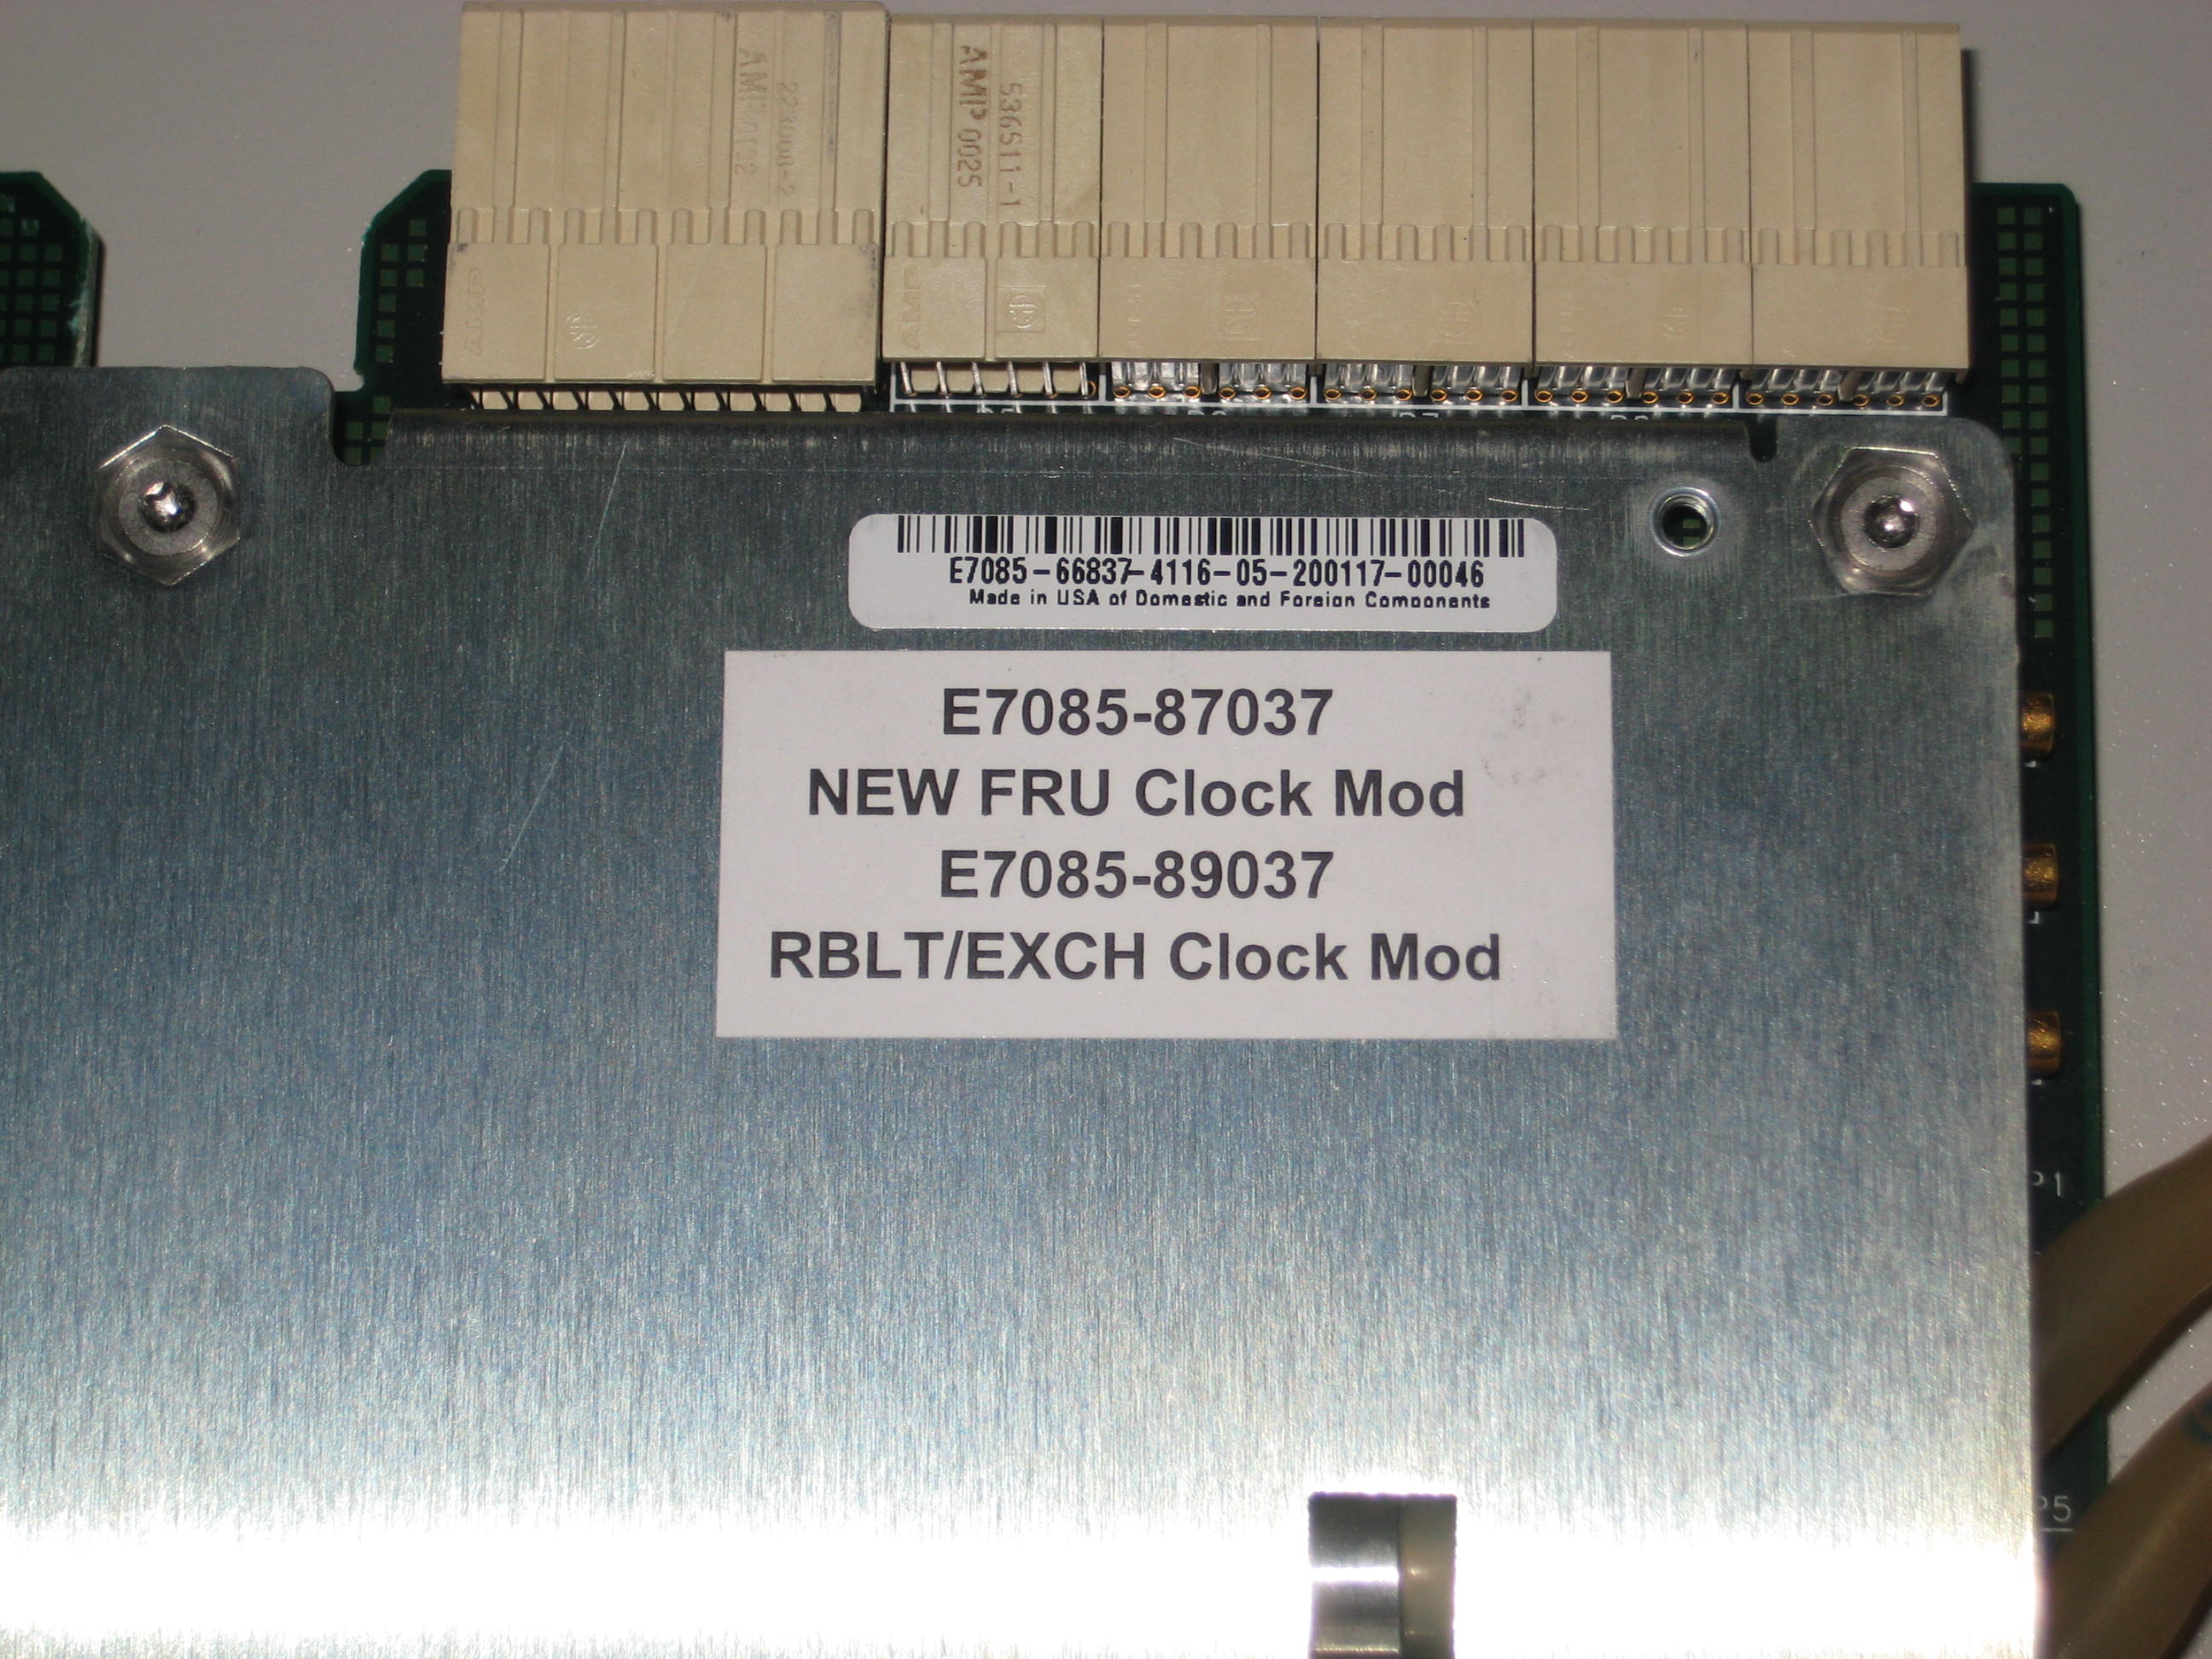 536511-1
AMP 0025
AMP
AMP
E7085-66837-4116-05-200117-00046
Made in USA of Domestic and Foreign Components
E7085-87037
NEW FRU Clock Mod
E7085-89037
RBLT/EXCH Clock Mod
P1
P5